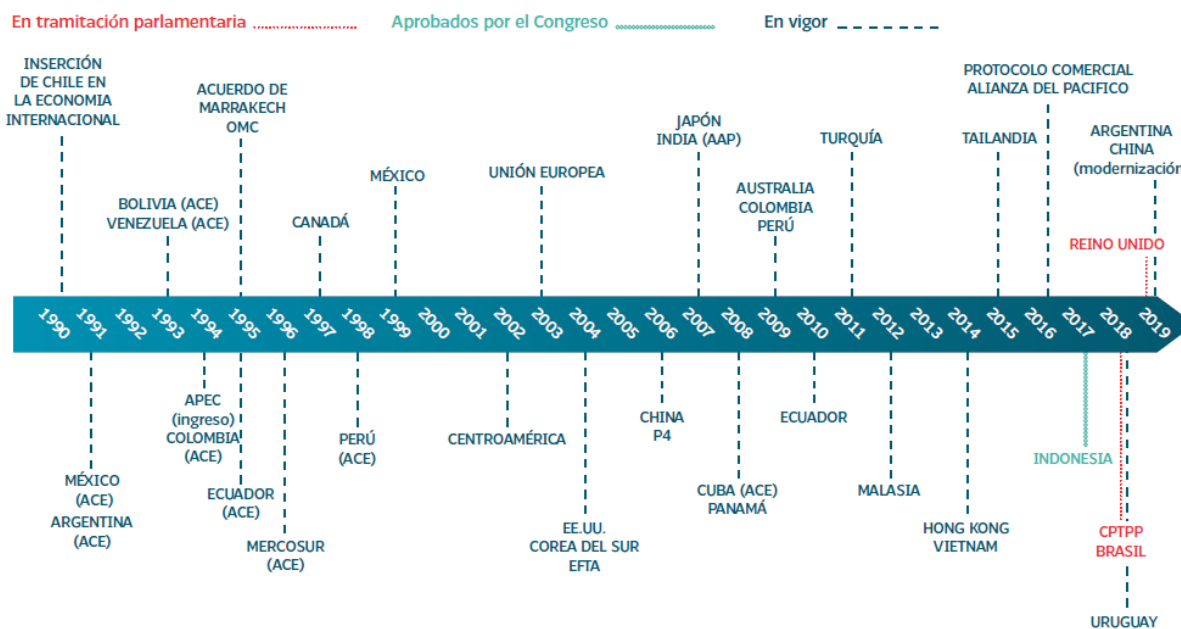 En tramitación parlamentaria
Aprobados por el Congreso
En vigor
INSERCIÓN
DE CHILE EN
LA ECONOMIA
INTERNACIONAL
BOLIVIA (ACE)
VENEZUELA (ACE)
ACUERDO DE
MARRAKECH
OMC
CANADÁ
MÉXICO
UNIÓN EUROPEA
JAPÓN
INDIA (AAP)
AUSTRALIA
COLOMBIA
PERÚ
TURQUÍA
TAILANDIA
PROTOCOLO COMERCIAL
ALIANZA DEL PACIFICO
ARGENTINA
CHINA
(modernización
REINO UNIDO
1990
1991
1992
1993
1994
1995
1996
1997
1998
1999
2000
2001
2002
2003
2004
2005
2006
2007
2008
2009
2010
2011
2012
2013
2014
2015
2016
2017
2018
2019
MÉXICO
(ACE)
ARGENTINA
(ACE)
APEC
(ingreso)
COLOMBIA
(ACE)
ECUADOR
(ACE)
MERCOSUR
(ACE)
PERÚ
(ACE)
CENTROAMÉRICA
EE.UU.
COREA DEL SUR
EFTA
CHINA
P4
CUBA (ACE)
PANAMÁ
ECUADOR
MALASIA
HONG KONG
VIETNAM
INDONESIA
CPTPP
BRASIL
URUGUAY